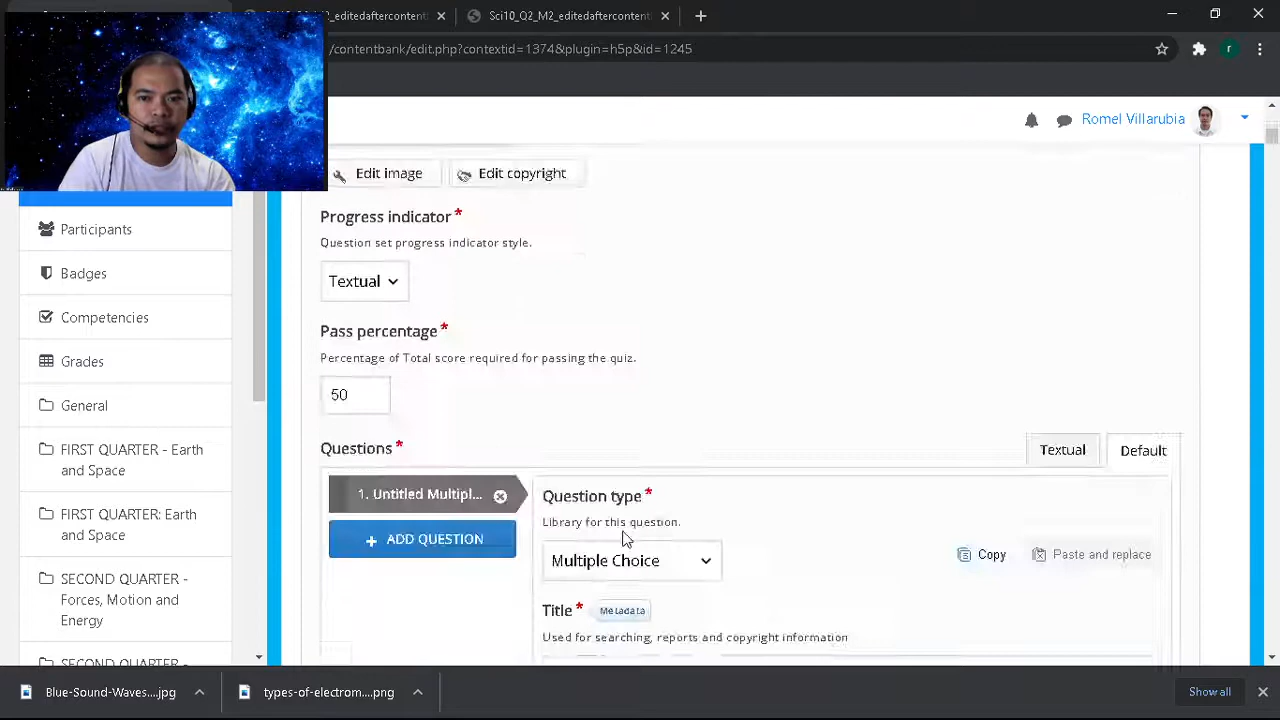 _editedaftercontent
Sci10_Q2_M2_editedaftercontent
/contentbank/edit.php?contextid=1374&plugin=h5p&id=1245
r
Romel Villarubia
Edit image
Edit copyright
Progress indicator *
Question set progress indicator style.
Textual
Pass percentage *
Percentage of Total score required for passing the quiz.
50
Questions *
Textual
Default
1. Untitled Multipl...
+ ADD QUESTION
Question type *
Library for this question.
Multiple Choice
Copy
Paste and replace
Title *
Metadata
Used for searching, reports and copyright information
Participants
Badges
Competencies
Grades
General
FIRST QUARTER - Earth
and Space
FIRST QUARTER: Earth
and Space
SECOND QUARTER -
Forces, Motion and
Energy
SECOND QUARTER -
Blue-Sound-Waves....jpg
types-of-electrom....png
Show all